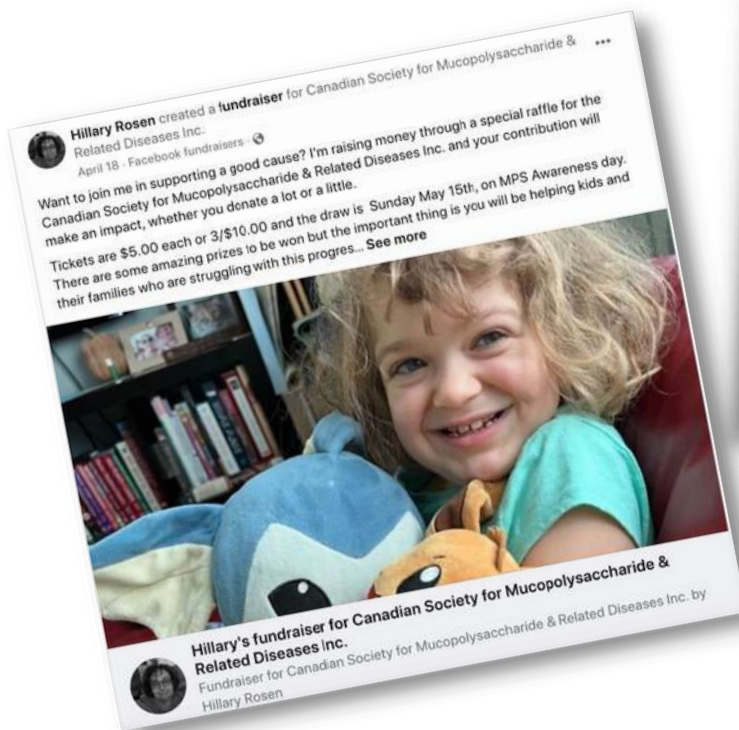 Hillary Rosen created a fundraiser for Canadian Society for Mucopolysaccharide &
Related Diseases Inc.
April 18 · Facebook fundraisers ·
Want to join me in supporting a good cause? I'm raising money through a special raffle for the
Canadian Society for Mucopolysaccharide & Related Diseases Inc. and your contribution will
make an impact, whether you donate a lot or a little.
Tickets are $5.00 each or 3/$10.00 and the draw is Sunday May 15th, on MPS Awareness day.
There are some amazing prizes to be won but the important thing is you will be helping kids and
their families who are struggling with this progres... See more
Hillary's fundraiser for Canadian Society for Mucopolysaccharide &
Related Diseases Inc.
Fundraiser for Canadian Society for Mucopolysaccharide & Related Diseases Inc. by
Hillary Rosen